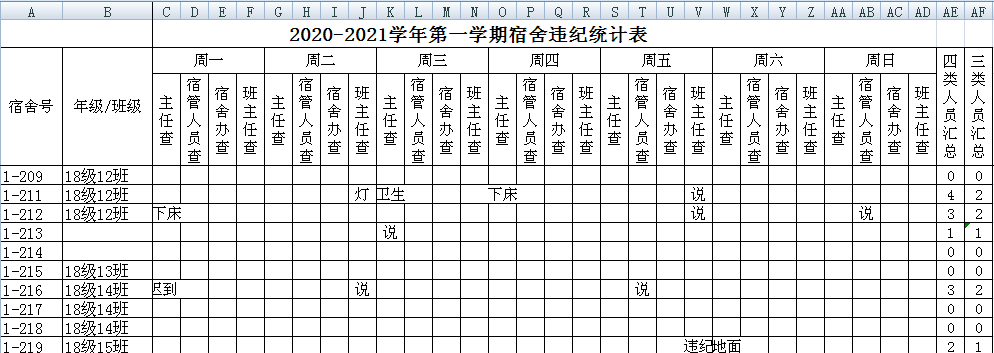 A B C D E F G H I J K L M N O P Q R S T U V W X Y Z AA AB AC AD AE AF
2020-2021学年第一学期宿舍违纪统计表
宿舍号 年级/班级 周一 周二 周三 周四 周五 周六 周日 四类人员汇总 三类人员汇总
主任查 宿管人员查 宿舍办查 班主任查 主任查 宿管人员查 宿舍办查 班主任查 主任查 宿管人员查 宿舍办查 班主任查 主任查 宿管人员查 宿舍办查 班主任查 主任查 宿管人员查 宿舍办查 班主任查 主任查 宿管人员查 宿舍办查 班主任查 主任查 宿管人员查 宿舍办查 班主任查
1-209 18级12班 0 0
1-211 18级12班 灯 卫生 下床 说 4 2
1-212 18级12班 下床 说 说 3 2
1-213 说 1 1
1-214 0 0
1-215 18级13班 0 0
1-216 18级14班 迟到 说 说 3 2
1-217 18级14班 0 0
1-218 18级14班 0 0
1-219 18级15班 违纪 地面 2 1